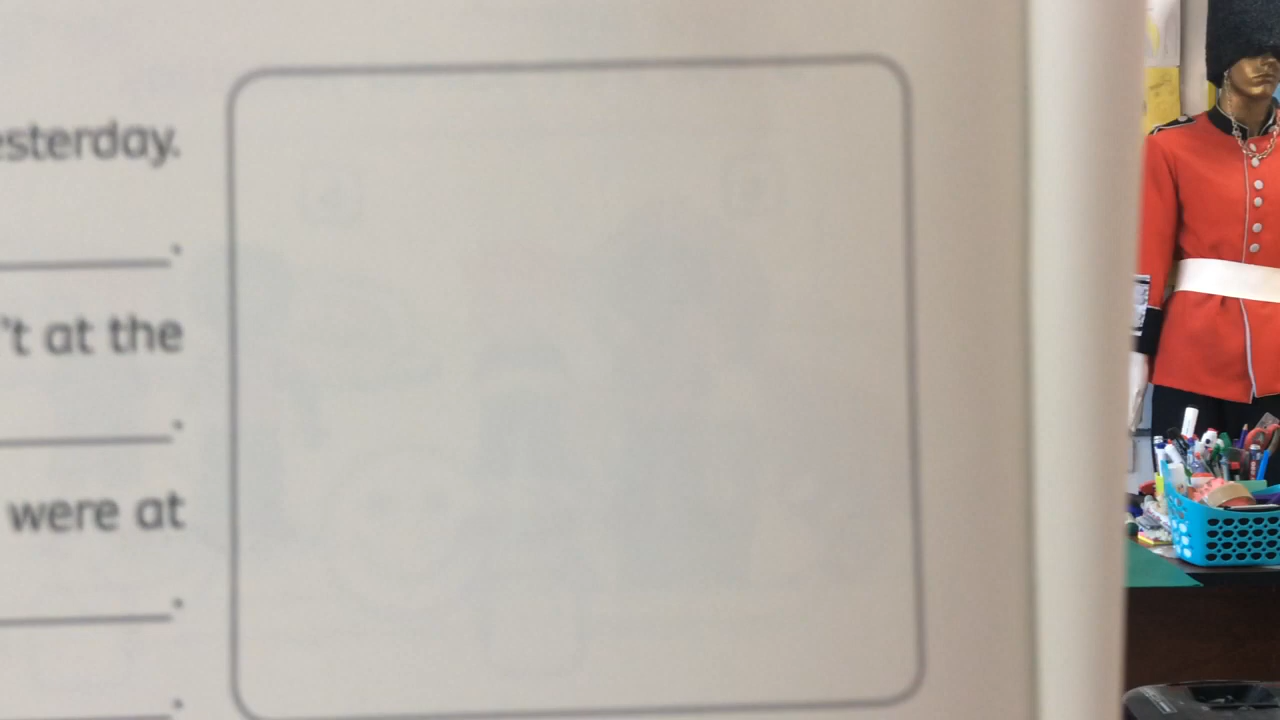 esterday.
.
't at the
.
were at
.
.